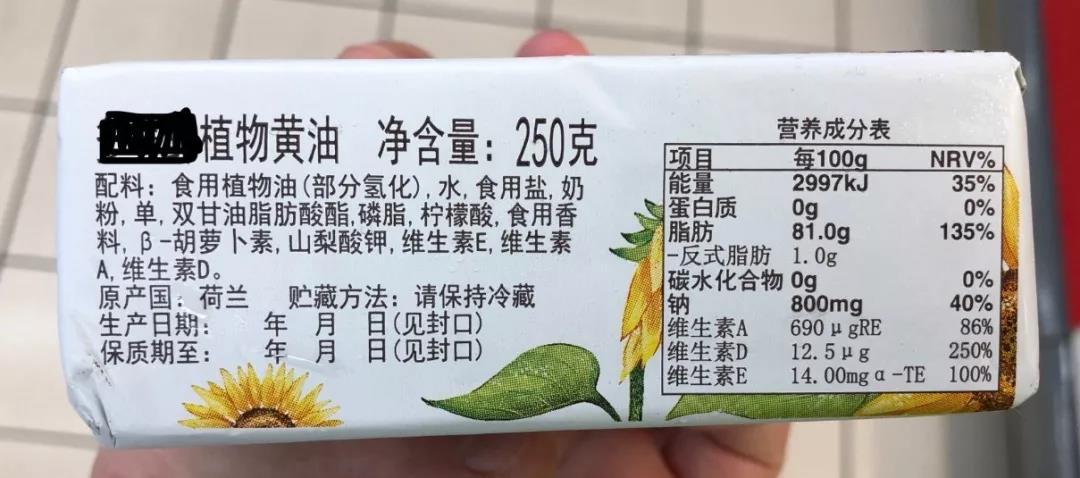 植物黄油 净含量：250克
配料：食用植物油(部分氢化),水,食用盐,奶
粉,单,双甘油脂肪酸酯,磷脂,柠檬酸,食用香
料,β-胡萝卜素,山梨酸钾,维生素E,维生素
A,维生素D。
原产国：荷兰 贮藏方法：请保持冷藏
生产日期： 年 月 日(见封口)
保质期至： 年 月 日(见封口)
营养成分表
项目 每100g NRV%
能量 2997kJ 35%
蛋白质 0g 0%
脂肪 81.0g 135%
-反式脂肪 1.0g
碳水化合物 0g 0%
钠 800mg 40%
维生素A 690μgRE 86%
维生素D 12.5μg 250%
维生素E 14.00mgα-TE 100%